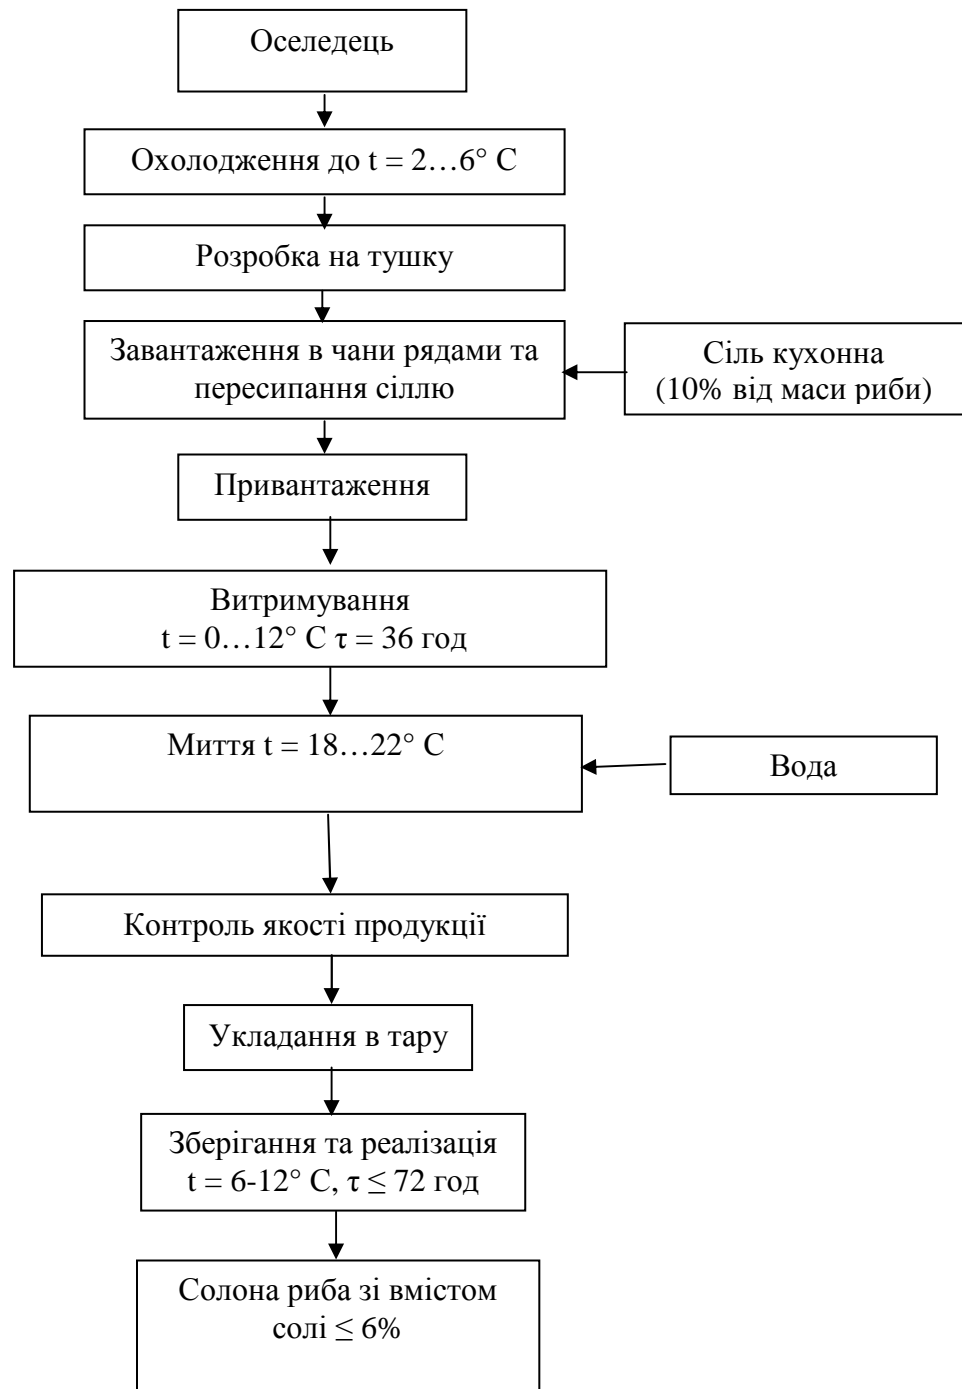 Оселедець
Охолодження до t = 2…6° С
Розробка на тушку
Завантаження в чани рядами та
пересипання сіллю
Сіль кухонна
(10% від маси риби)
Привантаження
Витримування
t = 0…12° С τ = 36 год
Миття t = 18…22° С
Вода
Контроль якості продукції
Укладання в тару
Зберігання та реалізація
t = 6-12° С, τ ≤ 72 год
Солона риба зі вмістом
солі ≤ 6%